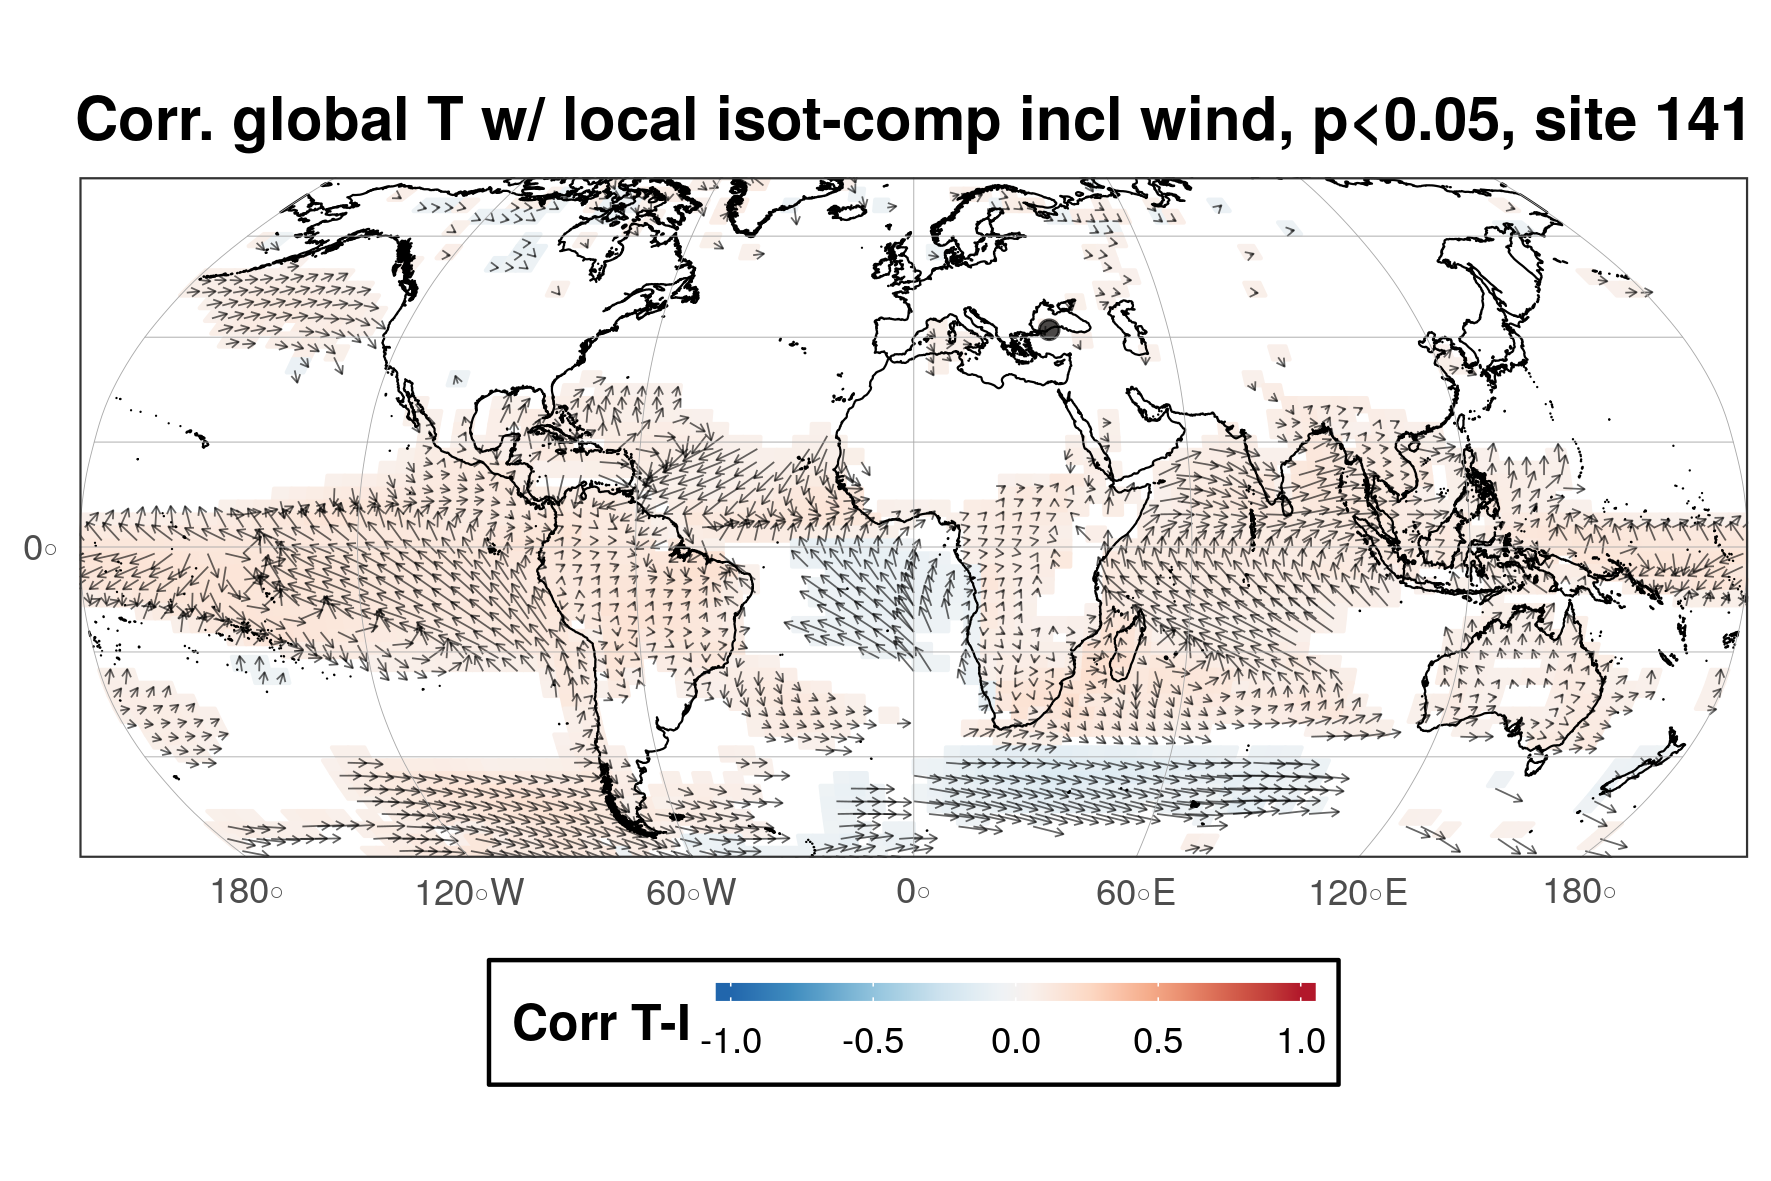 Corr. global T w/ local isot-comp incl wind, p<0.05, site 141
0°
180° 120°W 60°W 0° 60°E 120°E 180°
Corr T-I
-1.0 -0.5 0.0 0.5 1.0